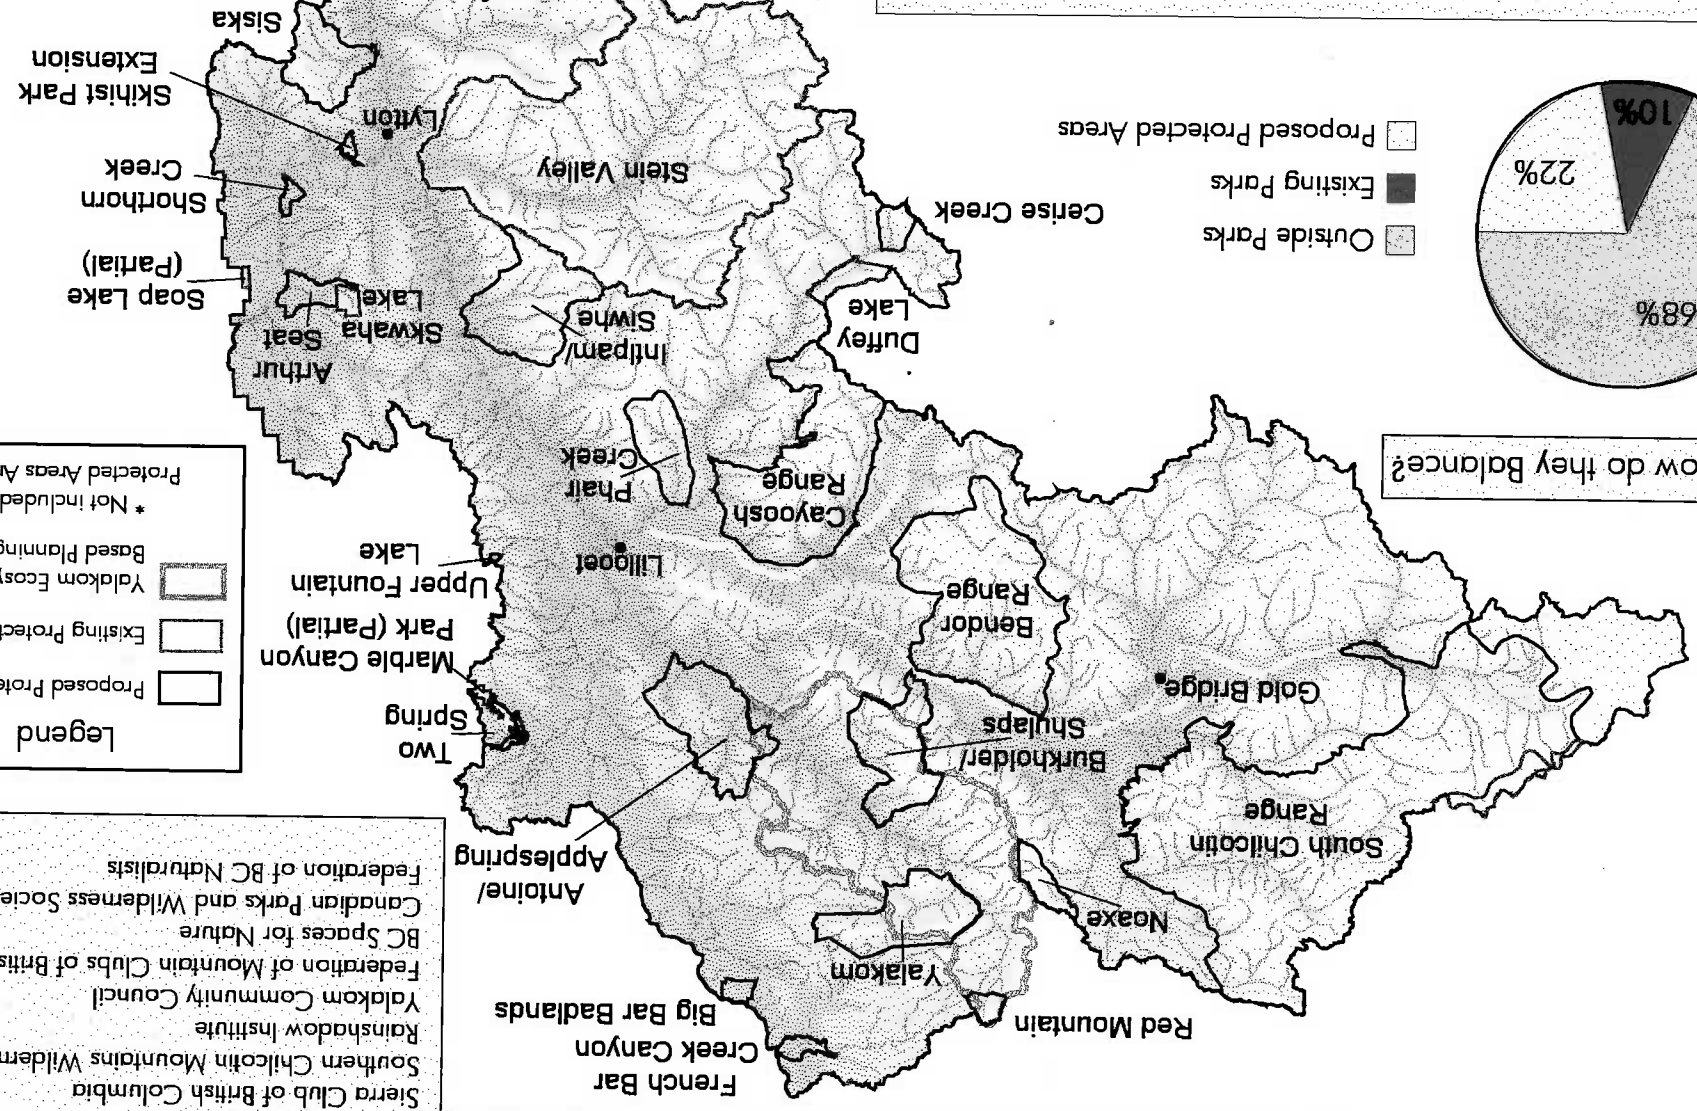 Sierra Club of British Columbia
Southern Chilcotin Mountains Wildern
Rainshadow Institute
Yalakom Community Council
Federation of Mountain Clubs of Britis
BC Spaces for Nature
Canadian Parks and Wilderness Socie
Federation of BC Naturalists
French Bar
Creek Canyon
Big Bar Badlands
Red Mountain
Yalakom
Noaxe
Antoine/
Applespring
South Chilcotin
Range
Burkholder/
Shulaps
Two
Spring
Gold Bridge
Marble Canyon
Park (Partial)
Bendor
Range
Upper Fountain
Lake
Lillooet
Cayoosh
Range
Phair
Creek
Legend
Proposed Prote
Existing Protect
Yalakom Ecosy
Based Planning
* Not included
Protected Areas Ar
ow do they Balance?
68%
22%
10%
Outside Parks
Existing Parks
Proposed Protected Areas
Duffey
Lake
Intlpam/
Siwhe
Arthur
Seat
Skwaha
Lake
Soap Lake
(Partial)
Cerise Creek
Shorthorn
Creek
Stein Valley
Lytton
Skihist Park
Extension
Siska